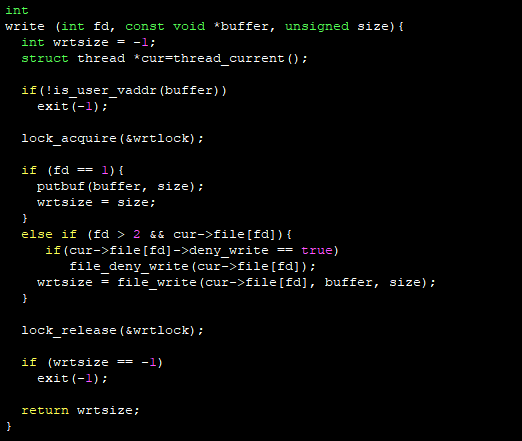 int
write (int fd, const void *buffer, unsigned size){
  int wrtsize = -1;
  struct thread *cur=thread_current();

  if(!is_user_vaddr(buffer))
    exit(-1);

  lock_acquire(&wrtlock);

  if (fd == 1){
    putbuf(buffer, size);
    wrtsize = size;
  }
  else if (fd > 2 && cur->file[fd]){
     if(cur->file[fd]->deny_write == true)
        file_deny_write(cur->file[fd]);
    wrtsize = file_write(cur->file[fd], buffer, size);
  }

  lock_release(&wrtlock);

  if (wrtsize == -1)
    exit(-1);

  return wrtsize;
}